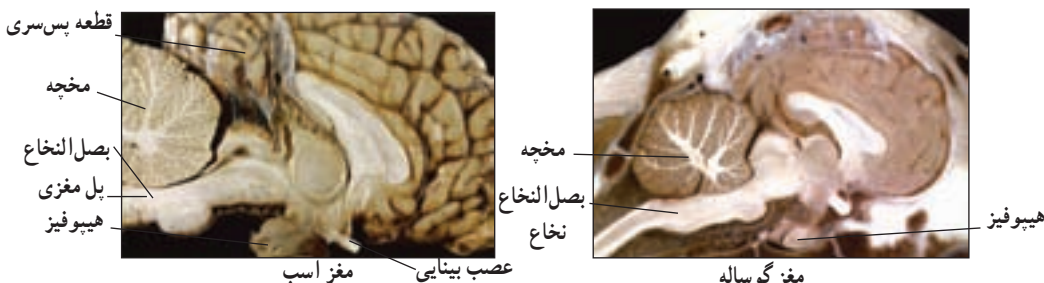 قطعه پس‌سری
مخچه
بصل‌النخاع
پل مغزی
هیپوفیز
عصب بینایی
مغز اسب
مخچه
بصل‌النخاع
نخاع
هیپوفیز
مغز گوساله